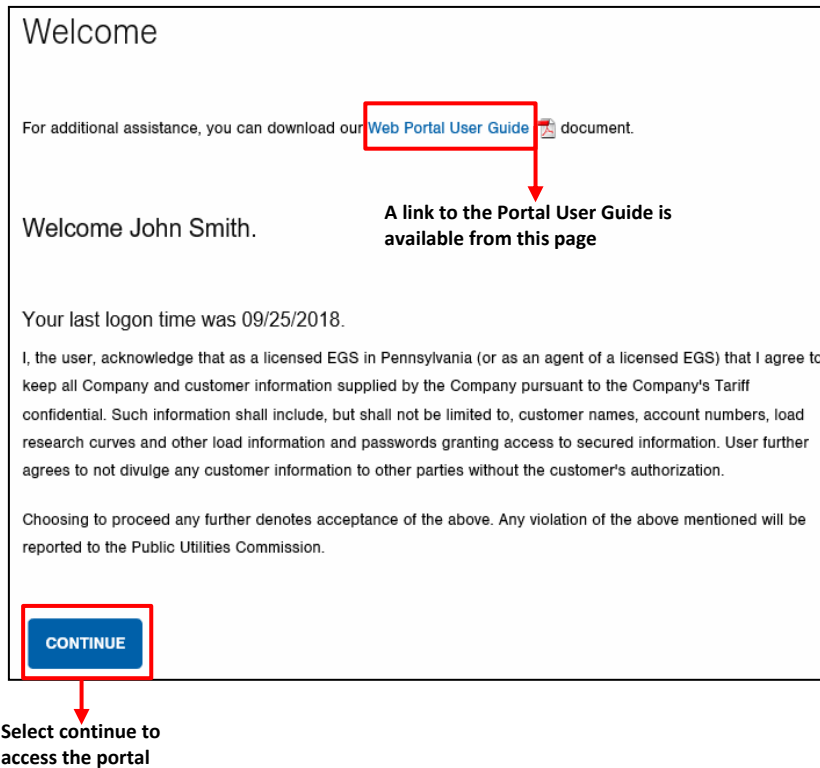 Welcome
For additional assistance, you can download our Web Portal User Guide document.
A link to the Portal User Guide is
available from this page
Welcome John Smith.
Your last logon time was 09/25/2018.
I, the user, acknowledge that as a licensed EGS in Pennsylvania (or as an agent of a licensed EGS) that I agree to
keep all Company and customer information supplied by the Company pursuant to the Company's Tariff
confidential. Such information shall include, but shall not be limited to, customer names, account numbers, load
research curves and other load information and passwords granting access to secured information. User further
agrees to not divulge any customer information to other parties without the customer's authorization.
Choosing to proceed any further denotes acceptance of the above. Any violation of the above mentioned will be
reported to the Public Utilities Commission.
CONTINUE
Select continue to
access the portal